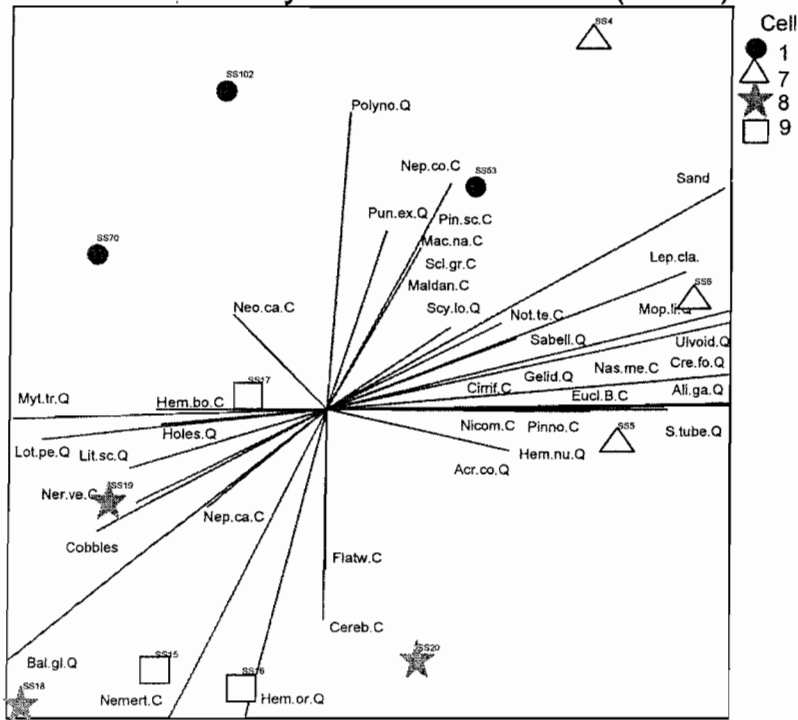 SS4
Cell
1
7
8
9
SS102
Polyno.Q
Nep.co.C
SS53
Sand
Pun.ex.Q
Pin.sc.C
Mac.na.C
SS70
Scl.gr.C
Lep.cla.
Maldan.C
SS6
Neo.ca.C
Scy.lo.Q
Not.te.C
Mop.li.Q
Sabell.Q
Ulvoid.Q
Cre.fo.Q
Nas.me.C
Gelid.Q
SS17
Cirrif.C
Eucl.B.C
Ali.ga.Q
Myt.tr.Q
Hem.bo.C
Holes.Q
Nicom.C
Pinno.C
SS5
S.tube.Q
Lot.pe.Q
Lit.sc.Q
Hem.nu.Q
Acr.co.Q
Ner.ve.C
SS19
Nep.ca.C
Cobbles
Flatw.C
Cereb.C
Bal.gl.Q
SS15
SS20
SS18
Nemert.C
SS16
Hem.or.Q